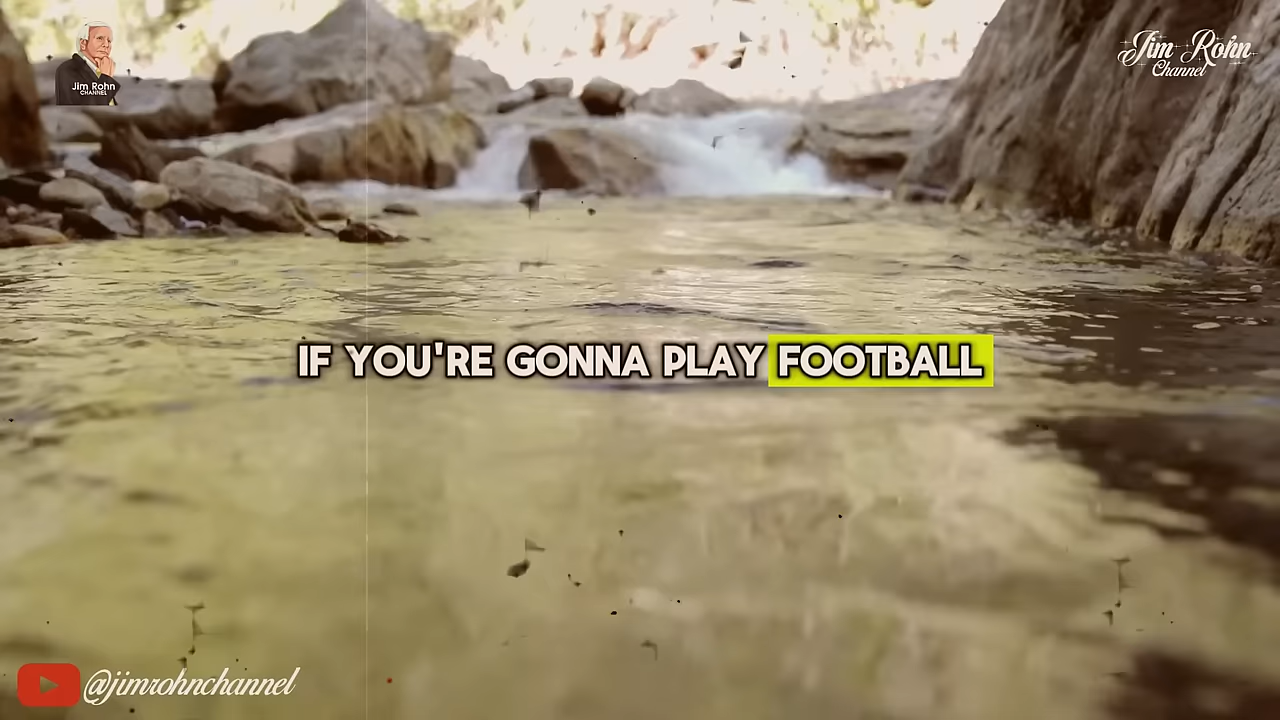 Jim Rohn
CHANNEL
Jim Rohn
Channel
IF YOU'RE GONNA PLAY FOOTBALL
@jimrohnchannel